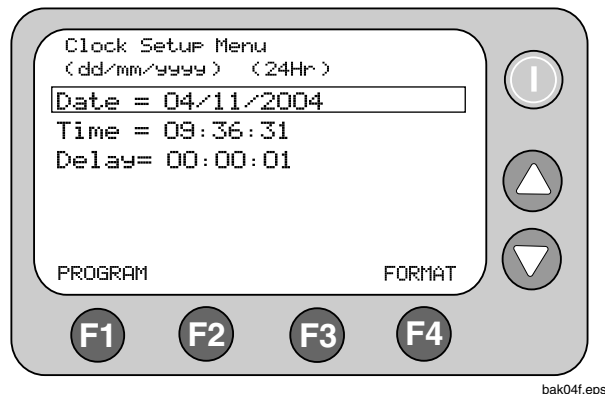 Clock Setup Menu
(dd/mm/yyyy) (24Hr)
Date = 04/11/2004
Time = 09:36:31
Delay= 00:00:01
PROGRAM FORMAT
F1 F2 F3 F4
bak04f.eps